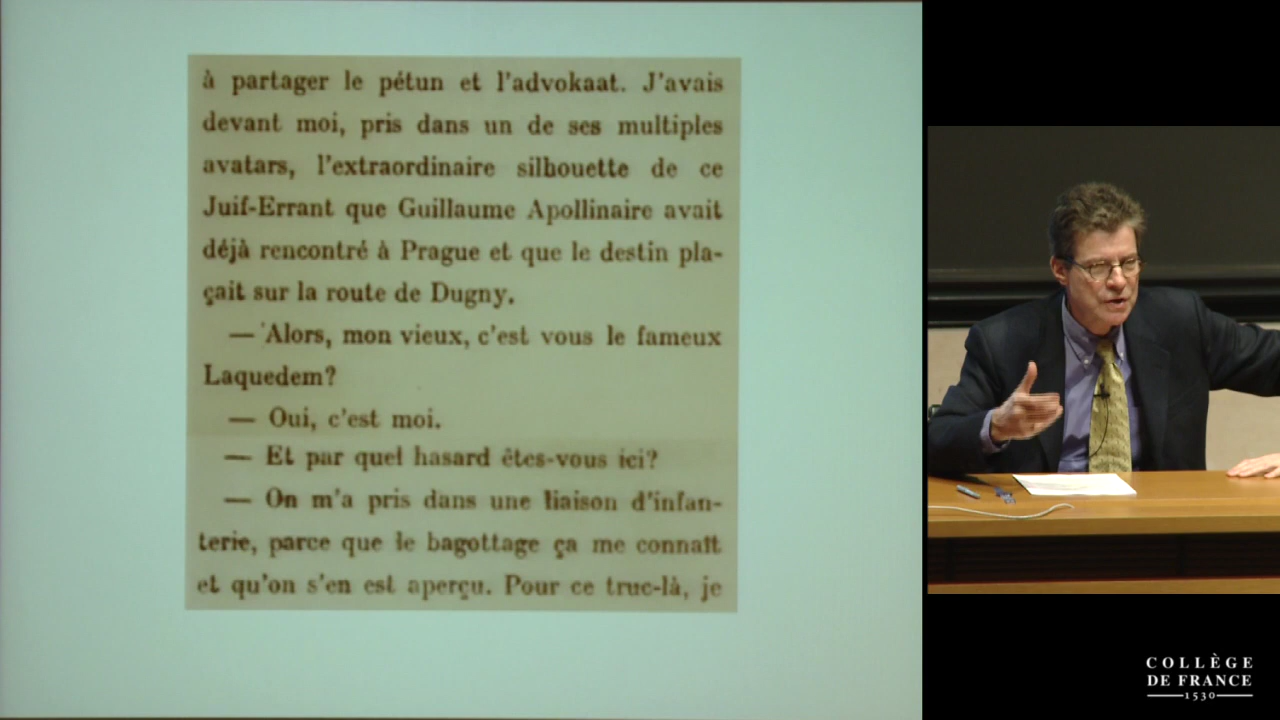 à partager le pétun et l'advokaat. J'avais
devant moi, pris dans un de ses multiples
avatars, l'extraordinaire silhouette de ce
Juif-Errant que Guillaume Apollinaire avait
déjà rencontré à Prague et que le destin pla-
çait sur la route de Dugny.
— Alors, mon vieux, c'est vous le fameux
Laquedem?
— Oui, c'est moi.
— Et par quel hasard êtes-vous ici?
— On m'a pris dans une liaison d'infan-
terie, parce que le bagottage ça me connaît
et qu'on s'en est aperçu. Pour ce truc-là, je
COLLÈGE
DE FRANCE
1530